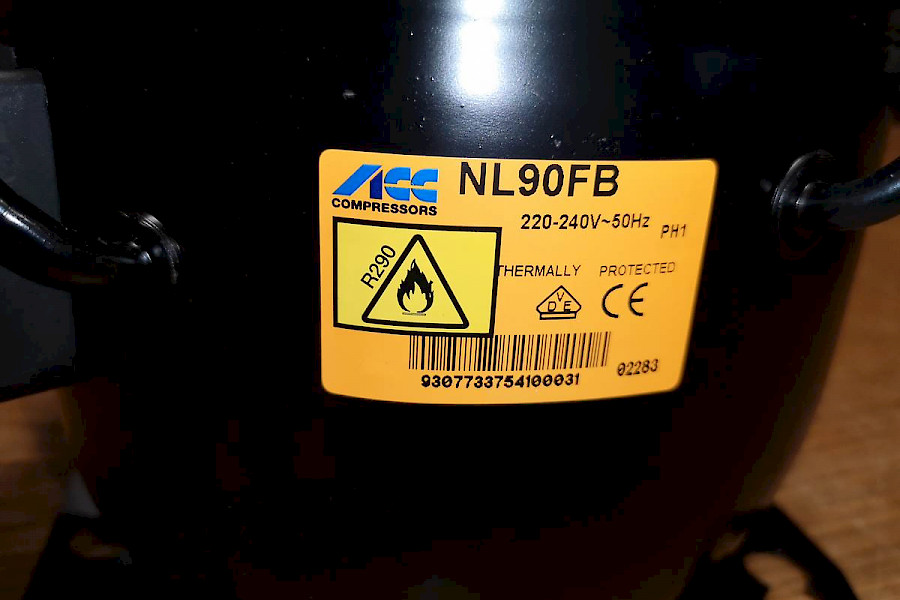 ACC
COMPRESSORS
NL90FB
220-240V~50Hz
PH1
R290
THERMALLY PROTECTED
VDE
CE
9307733754100031
02283